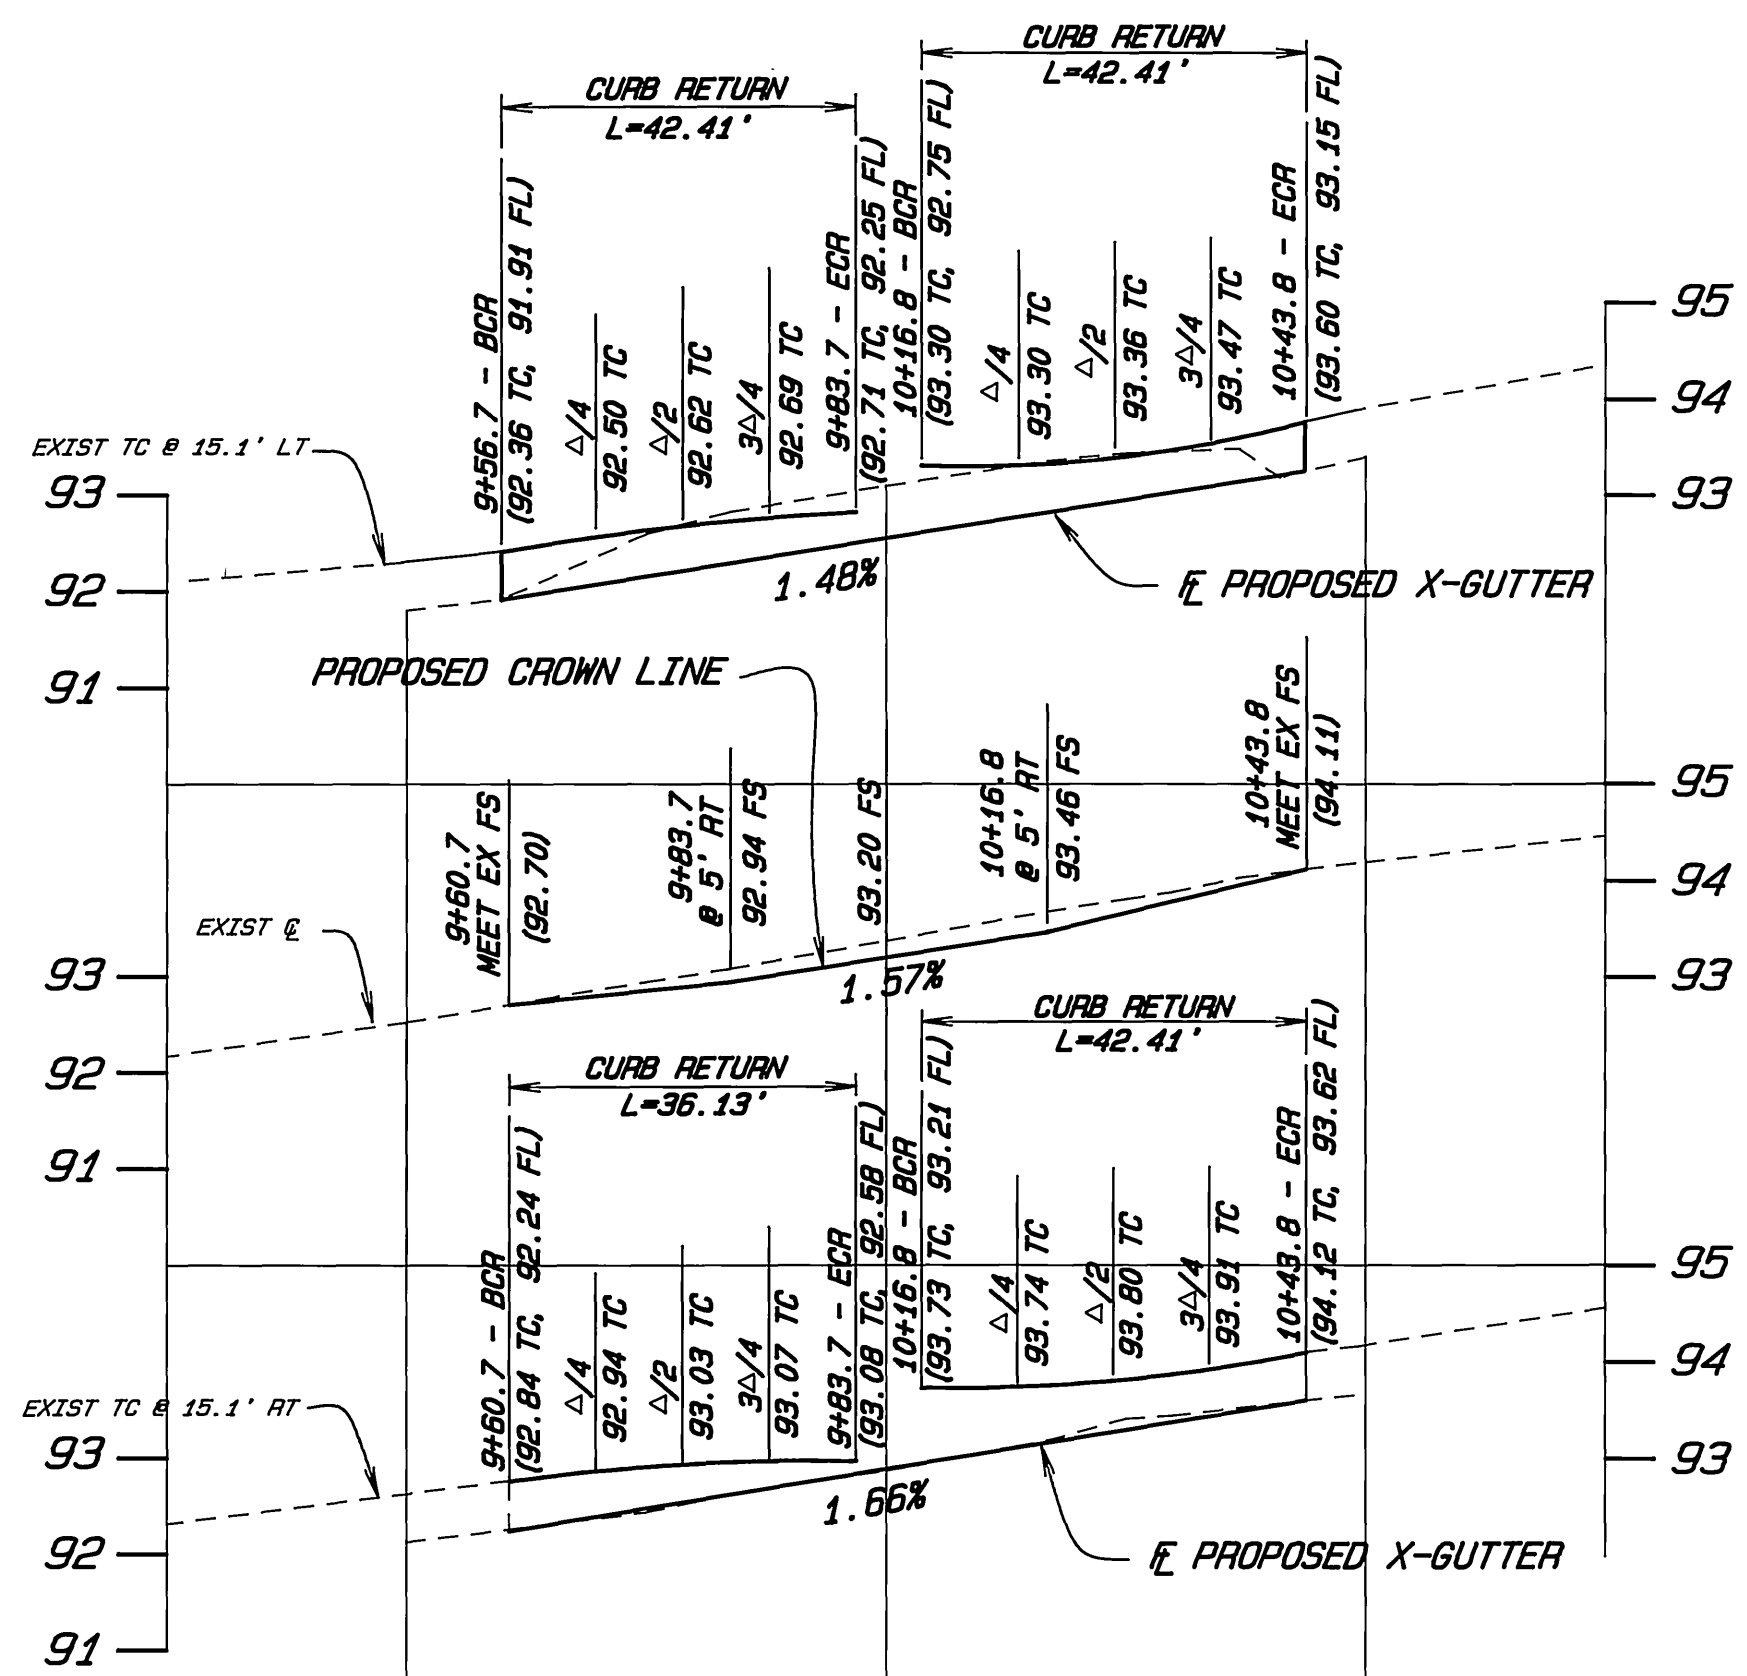 CURB RETURN
L=42.41'
CURB RETURN
L=42.41'
9+56.7 - BCR
(92.36 TC, 91.91 FL)
△/4
92.50 TC
△/2
92.62 TC
3△/4
92.69 TC
9+83.7 - ECR
(92.71 TC, 92.25 FL)
10+16.8 - BCR
(93.30 TC, 92.75 FL)
△/4
93.30 TC
△/2
93.36 TC
3△/4
93.47 TC
10+43.8 - ECR
(93.60 TC, 93.15 FL)
95
94
93
EXIST TC @ 15.1' LT
93
92
91
1.48%
FL PROPOSED X-GUTTER
PROPOSED CROWN LINE
9+60.7
MEET EX FS
(92.70)
9+83.7
@ 5' RT
92.94 FS
93.20 FS
10+16.8
@ 5' RT
93.46 FS
10+43.8
MEET EX FS
(94.11)
95
94
93
EXIST ℄
93
92
91
1.57%
CURB RETURN
L=42.41'
CURB RETURN
L=36.13'
9+60.7 - BCR
(92.84 TC, 92.24 FL)
△/4
92.94 TC
△/2
93.03 TC
3△/4
93.07 TC
9+83.7 - ECR
(93.08 TC, 92.58 FL)
10+16.8 - BCR
(93.73 TC, 93.21 FL)
△/4
93.74 TC
△/2
93.80 TC
3△/4
93.91 TC
10+43.8 - ECR
(94.12 TC, 93.62 FL)
95
94
93
EXIST TC @ 15.1' RT
93
92
91
1.66%
FL PROPOSED X-GUTTER